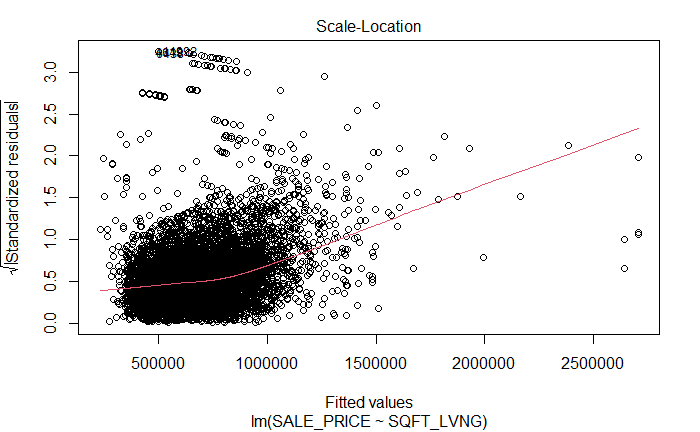 Scale-Location
√|Standardized residuals|
3.0
2.5
2.0
1.5
1.0
0.5
0.0
500000 1000000 1500000 2000000 2500000
Fitted values
lm(SALE_PRICE ~ SQFT_LVNG)